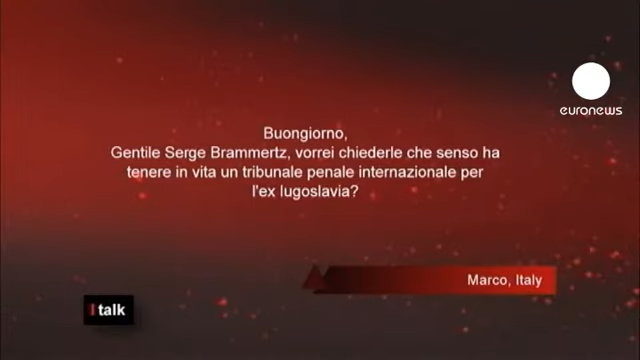 euronews
Buongiorno,
Gentile Serge Brammertz, vorrei chiederle che senso ha
tenere in vita un tribunale penale internazionale per
l'ex Iugoslavia?
Marco, Italy
I talk